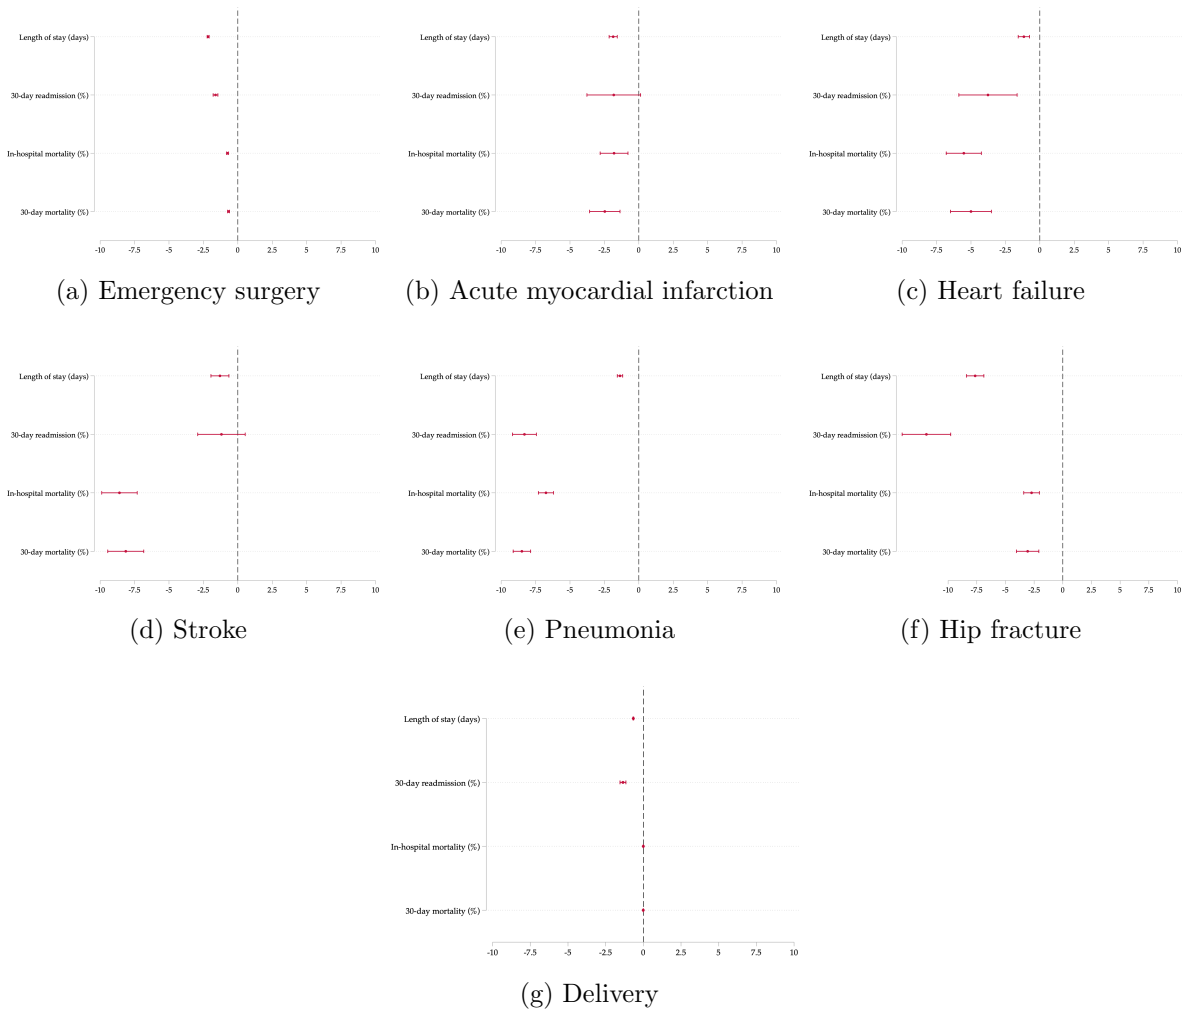 Length of stay (days)
30-day readmission (%)
In-hospital mortality (%)
30-day mortality (%)
-10 -7.5 -5 -2.5 0 2.5 5 7.5 10
(a) Emergency surgery
Length of stay (days)
30-day readmission (%)
In-hospital mortality (%)
30-day mortality (%)
-10 -7.5 -5 -2.5 0 2.5 5 7.5 10
(b) Acute myocardial infarction
Length of stay (days)
30-day readmission (%)
In-hospital mortality (%)
30-day mortality (%)
-10 -7.5 -5 -2.5 0 2.5 5 7.5 10
(c) Heart failure
Length of stay (days)
30-day readmission (%)
In-hospital mortality (%)
30-day mortality (%)
-10 -7.5 -5 -2.5 0 2.5 5 7.5 10
(d) Stroke
Length of stay (days)
30-day readmission (%)
In-hospital mortality (%)
30-day mortality (%)
-10 -7.5 -5 -2.5 0 2.5 5 7.5 10
(e) Pneumonia
Length of stay (days)
30-day readmission (%)
In-hospital mortality (%)
30-day mortality (%)
-10 -7.5 -5 -2.5 0 2.5 5 7.5 10
(f) Hip fracture
Length of stay (days)
30-day readmission (%)
In-hospital mortality (%)
30-day mortality (%)
-10 -7.5 -5 -2.5 0 2.5 5 7.5 10
(g) Delivery